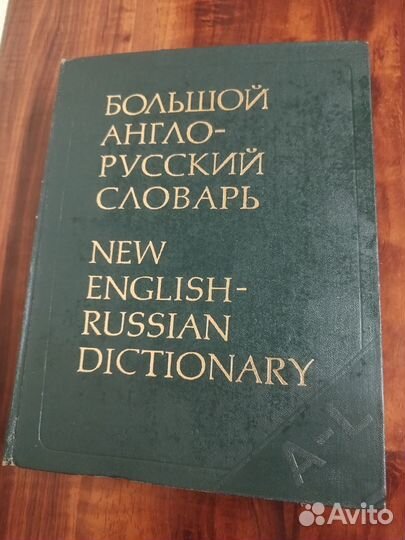 БОЛЬШОЙ
АНГЛО-
РУССКИЙ
СЛОВАРЬ
NEW
ENGLISH-
RUSSIAN
DICTIONARY
A-L
Avito